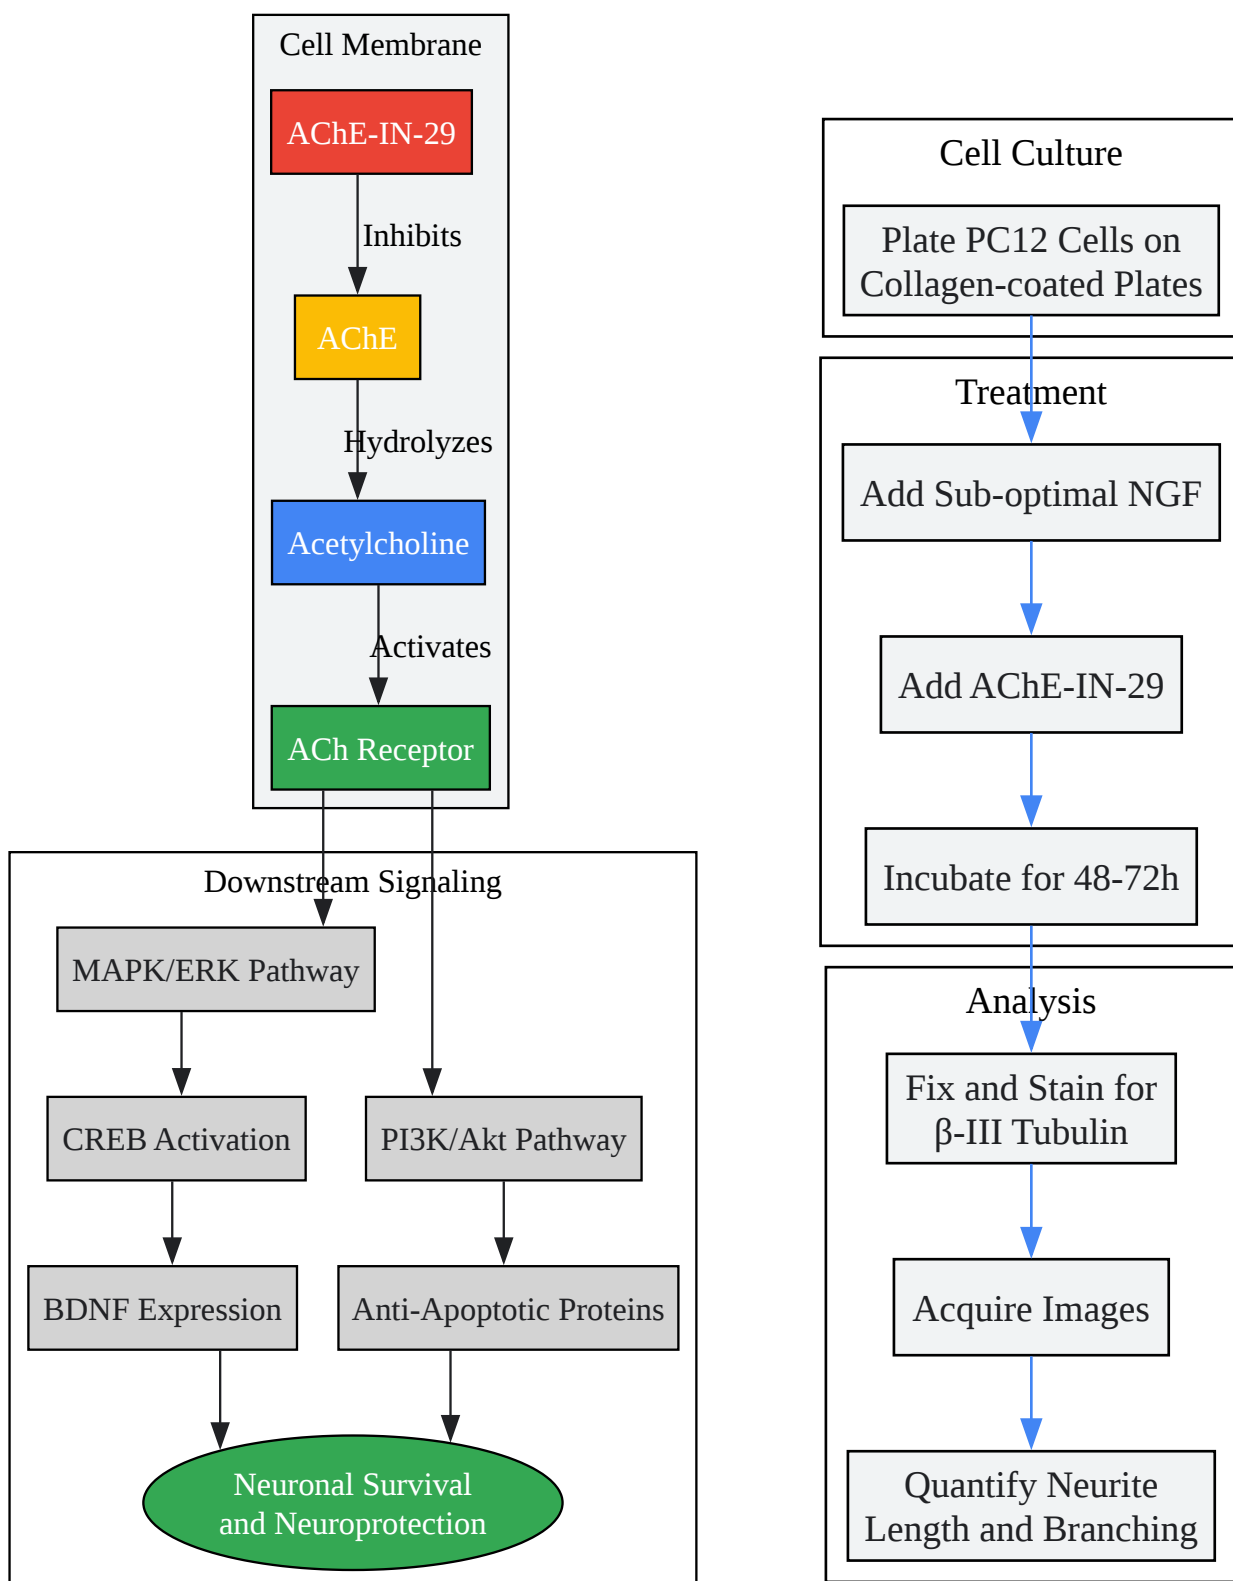 Cell Membrane
AChE-IN-29
Inhibits
AChE
Hydrolyzes
Acetylcholine
Activates
ACh Receptor
Downstream Signaling
MAPK/ERK Pathway
CREB Activation
PI3K/Akt Pathway
BDNF Expression
Anti-Apoptotic Proteins
Neuronal Survival
and Neuroprotection
Cell Culture
Plate PC12 Cells on
Collagen-coated Plates
Treatment
Add Sub-optimal NGF
Add AChE-IN-29
Incubate for 48-72h
Analysis
Fix and Stain for
β-III Tubulin
Acquire Images
Quantify Neurite
Length and Branching